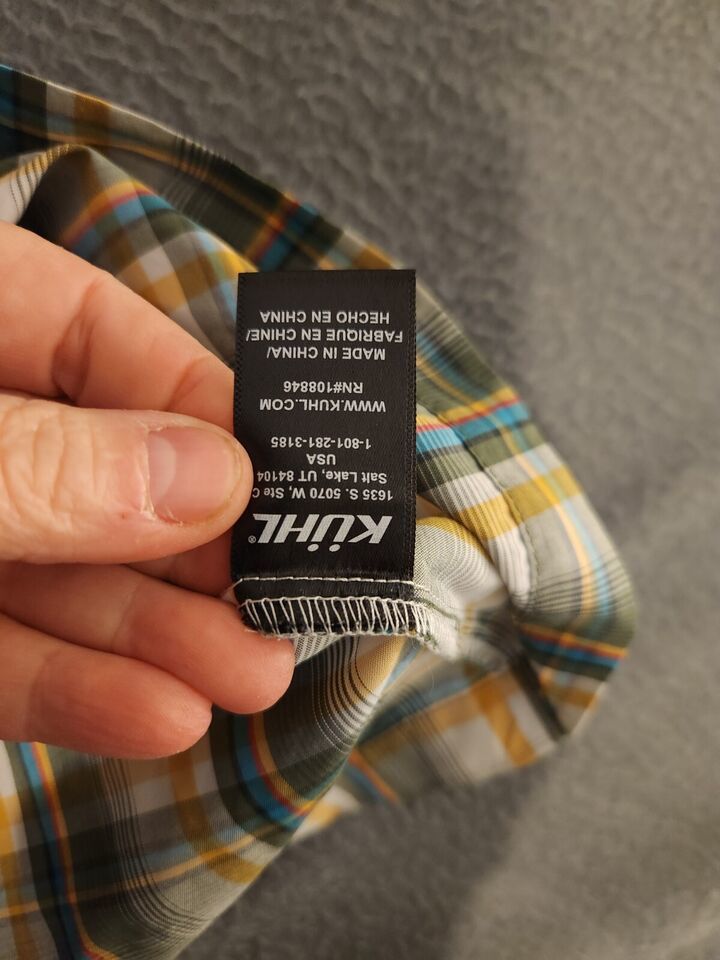 KÜHL®
1635 S. 5070 W, Ste C
Salt Lake, UT 84104
USA
1-801-281-3185
WWW.KUHL.COM
RN#108846
MADE IN CHINA/
FABRIQUE EN CHINE/
HECHO EN CHINA